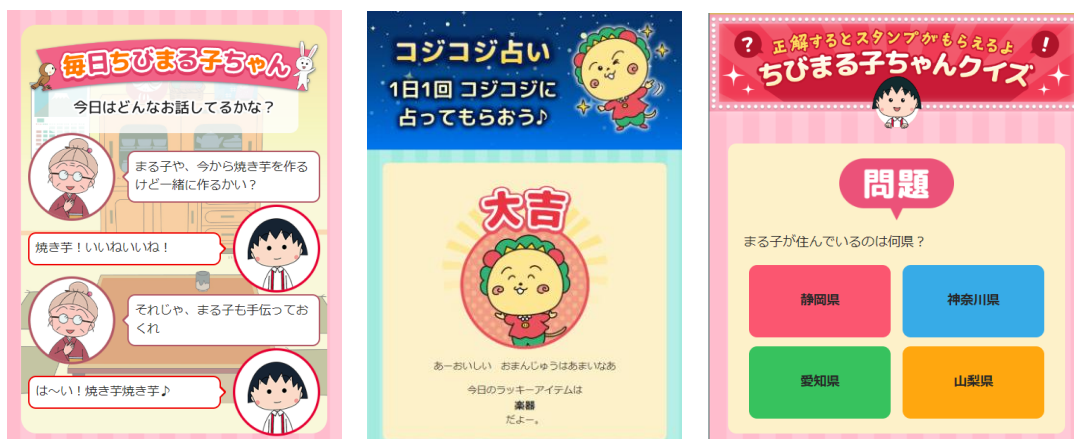 毎日ちびまる子ちゃん
今日はどんなお話してるかな？
まる子や、今から焼き芋を作る
けど一緒に作るかい？
焼き芋！いいねいいね！
それじゃ、まる子も手伝ってお
くれ
は～い！焼き芋焼き芋♪
コジコジ占い
1日1回 コジコジに
占ってもらおう♪
大吉
あーおいしい　おまんじゅうはあまいなあ
今日のラッキーアイテムは
楽器
だよー。
?
正解するとスタンプがもらえるよ
!
ちびまる子ちゃんクイズ
問題
まる子が住んでいるのは何県？
静岡県
神奈川県
愛知県
山梨県